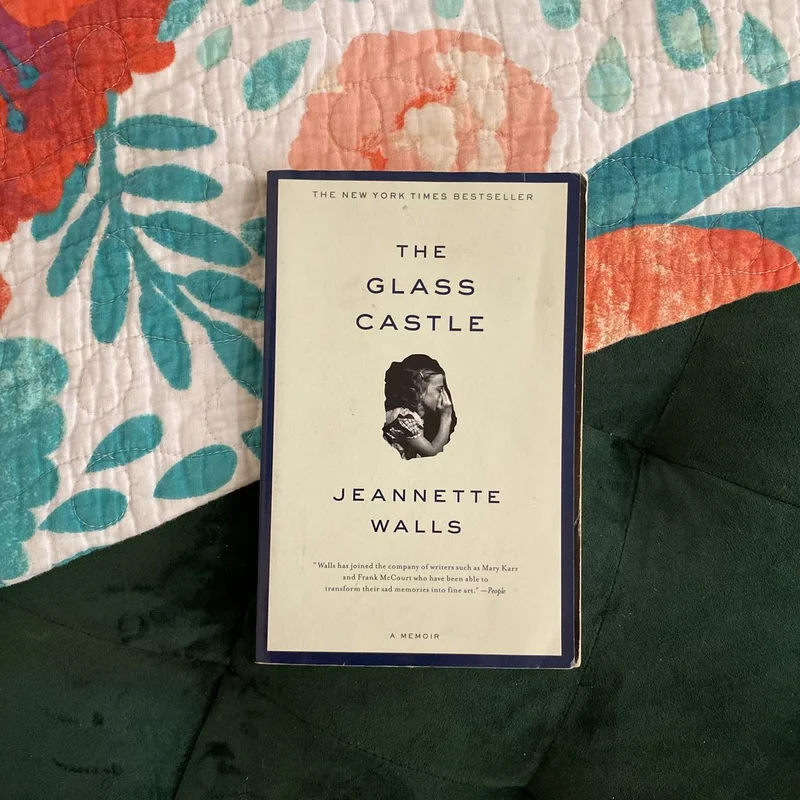 THE NEW YORK TIMES BESTSELLER
THE
GLASS
CASTLE
JEANNETTE
WALLS
"Walls has joined the company of writers such as Mary Karr
and Frank McCourt who have been able to
transform their sad memories into fine art." —People
A MEMOIR